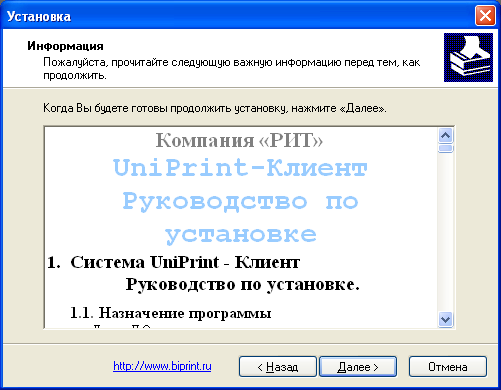 Установка
Информация
Пожалуйста, прочитайте следующую важную информацию перед тем, как
продолжить.
Когда Вы будете готовы продолжить установку, нажмите «Далее».
Компания «РИТ»
UniPrint-Клиент
Руководство по
установке
1. Система UniPrint - Клиент
Руководство по установке.
1.1. Назначение программы
http://www.biprint.ru
< Назад
Далее >
Отмена